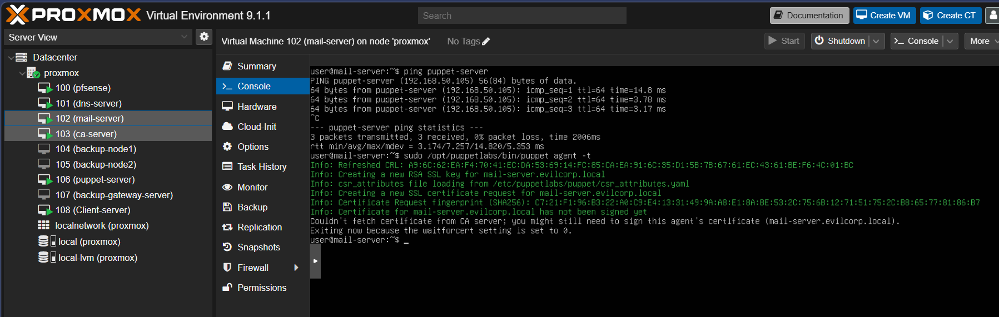 PROXMOX Virtual Environment 9.1.1
Search
Documentation
Create VM
Create CT
Server View
Virtual Machine 102 (mail-server) on node 'proxmox'
No Tags
Start
Shutdown
Console
More
Datacenter
proxmox
100 (pfsense)
101 (dns-server)
102 (mail-server)
103 (ca-server)
104 (backup-node1)
105 (backup-node2)
106 (puppet-server)
107 (backup-gateway-server)
108 (Client-server)
localnetwork (proxmox)
local (proxmox)
local-lvm (proxmox)
Summary
Console
Hardware
Cloud-Init
Options
Task History
Monitor
Backup
Replication
Snapshots
Firewall
Permissions
user@mail-server:~$ ping puppet-server
PING puppet-server (192.168.50.105) 56(84) bytes of data.
64 bytes from puppet-server (192.168.50.105): icmp_seq=1 ttl=64 time=14.8 ms
64 bytes from puppet-server (192.168.50.105): icmp_seq=2 ttl=64 time=3.78 ms
64 bytes from puppet-server (192.168.50.105): icmp_seq=3 ttl=64 time=3.17 ms
^C
--- puppet-server ping statistics ---
3 packets transmitted, 3 received, 0% packet loss, time 2006ms
rtt min/avg/max/mdev = 3.174/7.257/14.820/5.353 ms
user@mail-server:~$ sudo /opt/puppetlabs/bin/puppet agent -t
Info: Refreshed CRL: A9:6C:62:EA:F4:70:41:EC:DA:53:69:14:FC:85:CA:EA:91:6C:35:D1:5B:7B:67:61:EC:43:61:BE:F6:4C:01:BC
Info: Creating a new RSA SSL key for mail-server.evilcorp.local
Info: csr_attributes file loading from /etc/puppetlabs/puppet/csr_attributes.yaml
Info: Creating a new SSL certificate request for mail-server.evilcorp.local
Info: Certificate Request fingerprint (SHA256): C7:21:F1:96:B3:22:A0:C9:E4:13:31:49:9A:A8:E1:8A:BE:53:2C:75:6B:12:71:51:75:2C:B8:65:77:81:86:B7
Info: Certificate for mail-server.evilcorp.local has not been signed yet
Couldn't fetch certificate from CA server; you might still need to sign this agent's certificate (mail-server.evilcorp.local).
Exiting now because the waitforcert setting is set to 0.
user@mail-server:~$ _